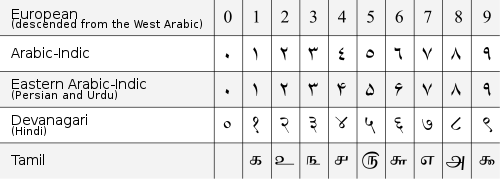 European 0 1 2 3 4 5 6 7 8 9
(descended from the West Arabic)
Arabic-Indic ٠ ١ ٢ ٣ ٤ ٥ ٦ ٧ ٨ ٩
Eastern Arabic-Indic ۰ ۱ ۲ ۳ ۴ ۵ ۶ ۷ ۸ ۹
(Persian and Urdu)
Devanagari ० १ २ ३ ४ ५ ६ ७ ८ ९
(Hindi)
Tamil ௧ ௨ ௩ ௪ ௫ ௬ ௭ ௮ ௯